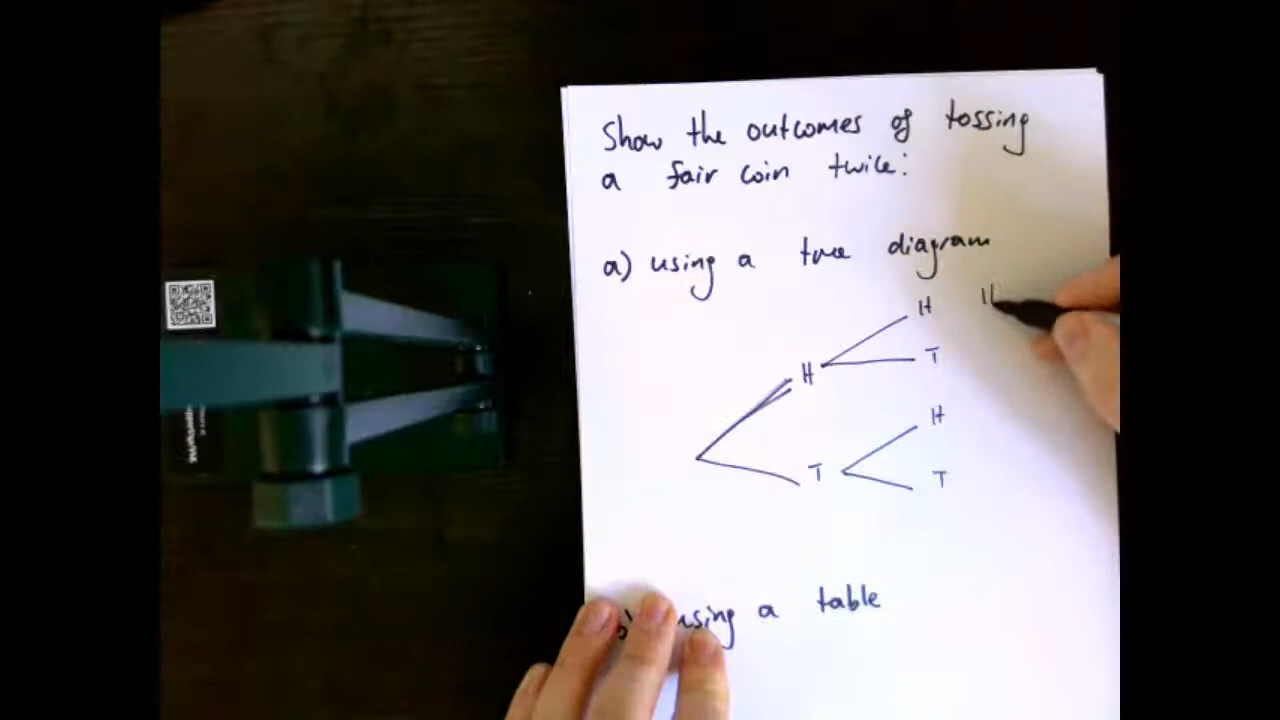 Show the outcomes of tossing
a fair coin twice:
a) using a tree diagram
H
T
H
H
T
T
using a table